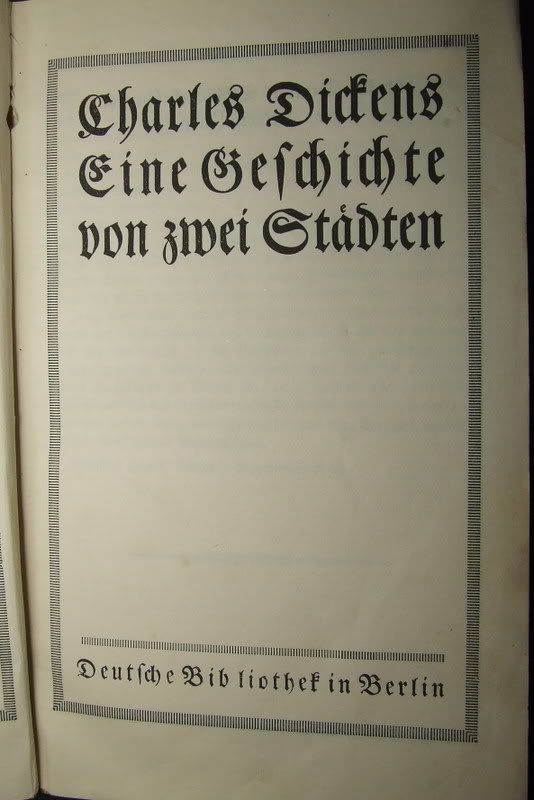 Charles Dickens
Eine Geschichte
von zwei Städten
Deutsche Bibliothek in Berlin